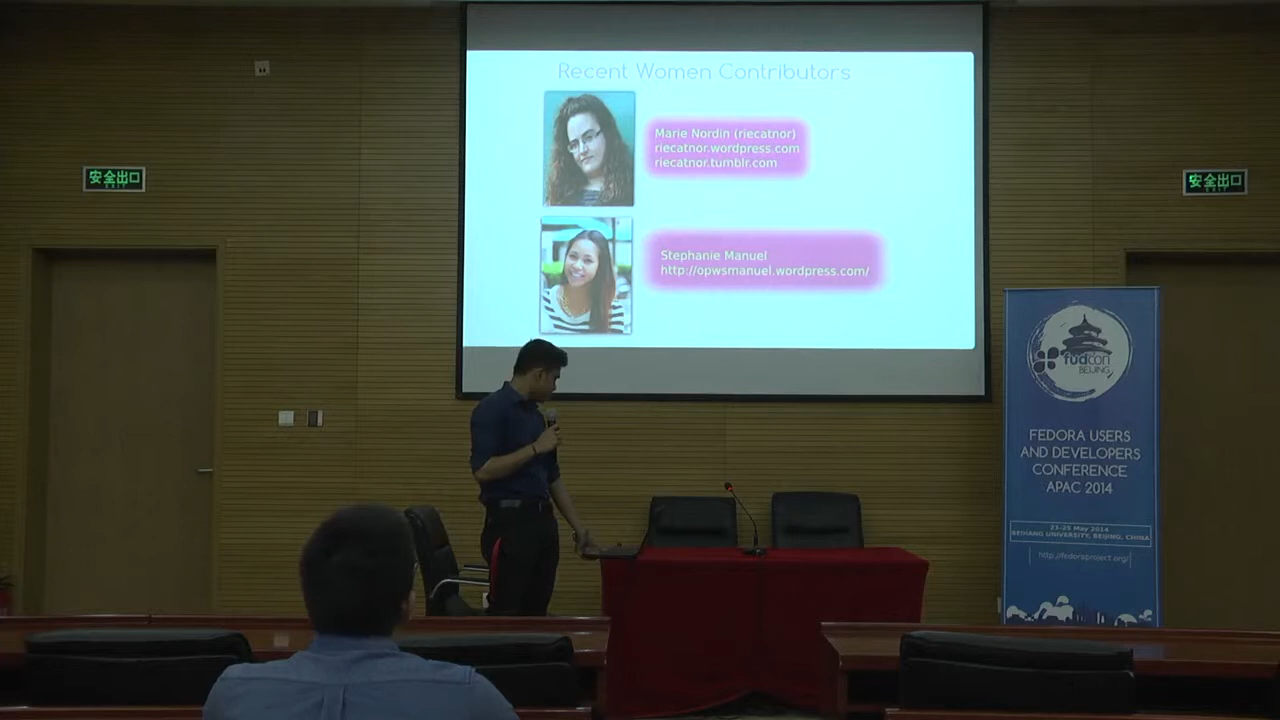 Recent Women Contributors
Marie Nordin (riecatnor)
riecatnor.wordpress.com
riecatnor.tumblr.com
Stephanie Manuel
http://opwsmanuel.wordpress.com/
安全出口
EXIT
安全出口
EXIT
fudcon
BEIJING
FEDORA USERS
AND DEVELOPERS
CONFERENCE
APAC 2014
23-25 May 2014
BEIHANG UNIVERSITY, BEIJING, CHINA
http://fedoraproject.org/